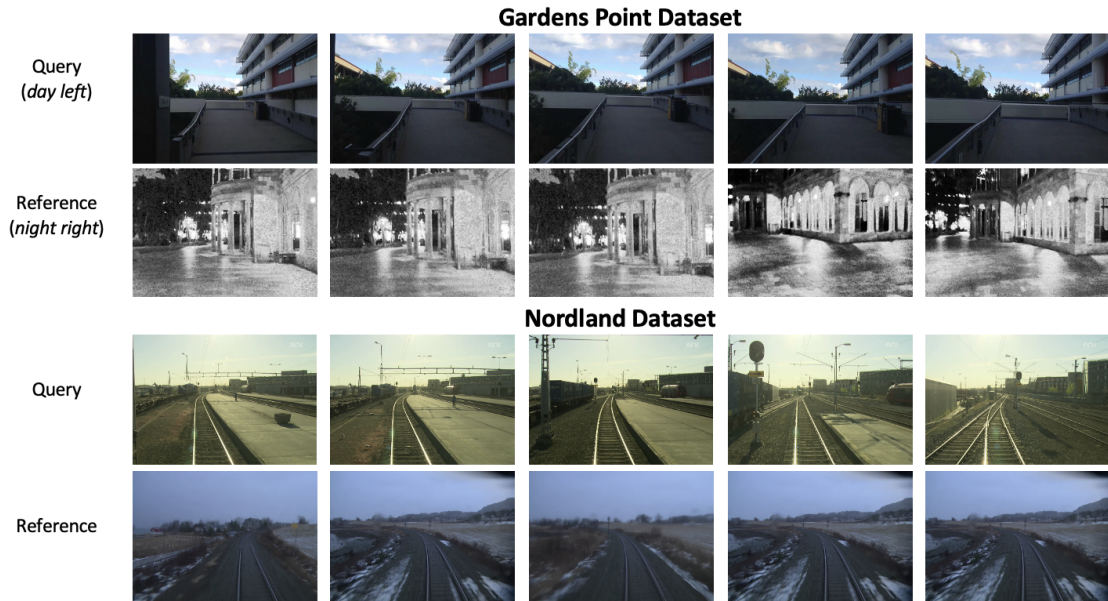 Gardens Point Dataset
Query
(day left)
Reference
(night right)
Nordland Dataset
Query
Reference